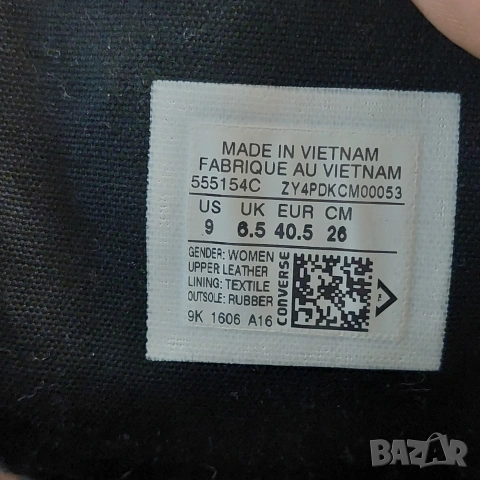 MADE IN VIETNAM
FABRIQUE AU VIETNAM
555154C ZY4PDKCM00053
US UK EUR CM
9 6.5 40.5 26
GENDER: WOMEN
UPPER LEATHER
LINING: TEXTILE
OUTSOLE: RUBBER
9K 1606 A16
CONVERSE
BAZAR